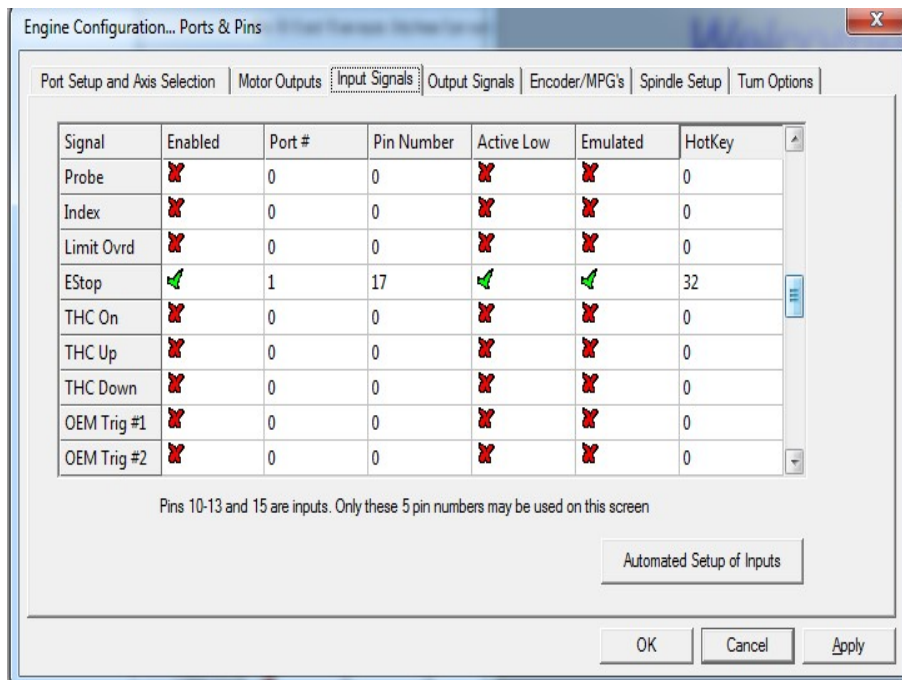 Engine Configuration... Ports & Pins
X
Port Setup and Axis Selection Motor Outputs Input Signals Output Signals Encoder/MPG's Spindle Setup Turn Options
Signal Enabled Port # Pin Number Active Low Emulated HotKey
Probe 0 0 0
Index 0 0 0
Limit Ovrd 0 0 0
EStop 1 17 32
THC On 0 0 0
THC Up 0 0 0
THC Down 0 0 0
OEM Trig #1 0 0 0
OEM Trig #2 0 0 0
Pins 10-13 and 15 are inputs. Only these 5 pin numbers may be used on this screen
Automated Setup of Inputs
OK Cancel Apply